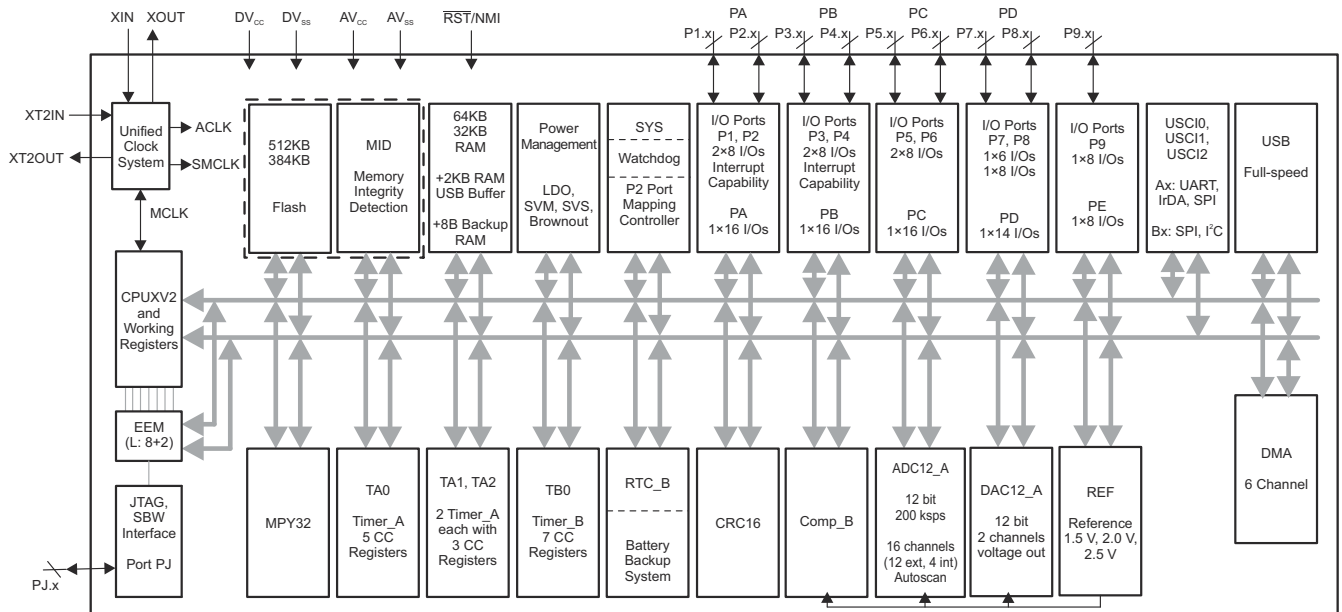 XIN XOUT DVCC DVSS AVCC AVSS RST/NMI PA PB PC PD
P1.x P2.x P3.x P4.x P5.x P6.x P7.x P8.x P9.x
XT2IN
XT2OUT
Unified
Clock
System
ACLK
SMCLK
MCLK
512KB
384KB
Flash
MID
Memory
Integrity
Detection
64KB
32KB
RAM
+2KB RAM
USB Buffer
+8B Backup
RAM
Power
Management
LDO,
SVM, SVS,
Brownout
SYS
Watchdog
P2 Port
Mapping
Controller
I/O Ports
P1, P2
2×8 I/Os
Interrupt
Capability
PA
1×16 I/Os
I/O Ports
P3, P4
2×8 I/Os
Interrupt
Capability
PB
1×16 I/Os
I/O Ports
P5, P6
2×8 I/Os
PC
1×16 I/Os
I/O Ports
P7, P8
1×6 I/Os
1×8 I/Os
PD
1×14 I/Os
I/O Ports
P9
1×8 I/Os
PE
1×8 I/Os
USCI0,
USCI1,
USCI2
Ax: UART,
IrDA, SPI
Bx: SPI, I²C
USB
Full-speed
CPUXV2
and
Working
Registers
EEM
(L: 8+2)
JTAG,
SBW
Interface
Port PJ
PJ.x
MPY32
TA0
Timer_A
5 CC
Registers
TA1, TA2
2 Timer_A
each with
3 CC
Registers
TB0
Timer_B
7 CC
Registers
RTC_B
Battery
Backup
System
CRC16
Comp_B
ADC12_A
12 bit
200 ksps
16 channels
(12 ext, 4 int)
Autoscan
DAC12_A
12 bit
2 channels
voltage out
REF
Reference
1.5 V, 2.0 V,
2.5 V
DMA
6 Channel